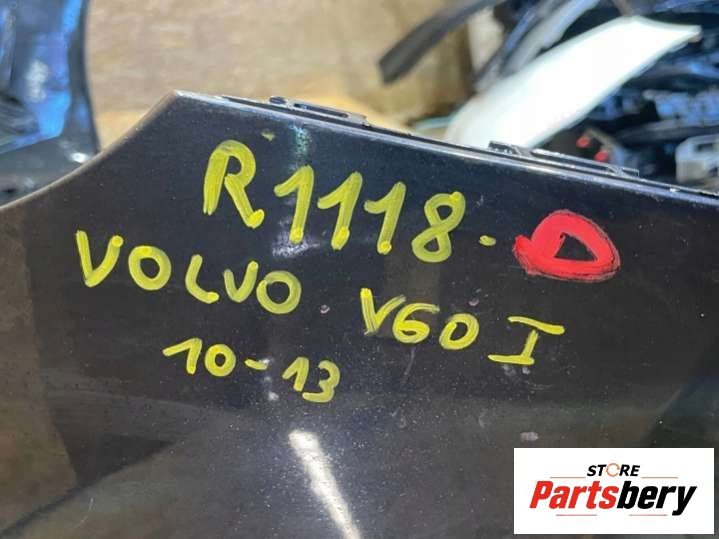 R1118-D
VOLVO V60 I
10-13
STORE
Partsbery